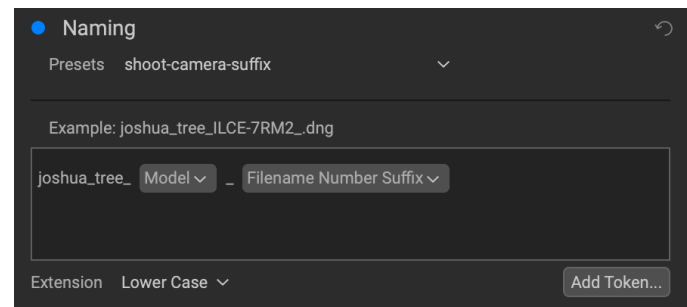 Naming
Presets shoot-camera-suffix
Example: joshua_tree_ILCE-7RM2_.dng
joshua_tree_ Model _ Filename Number Suffix
Extension Lower Case Add Token...